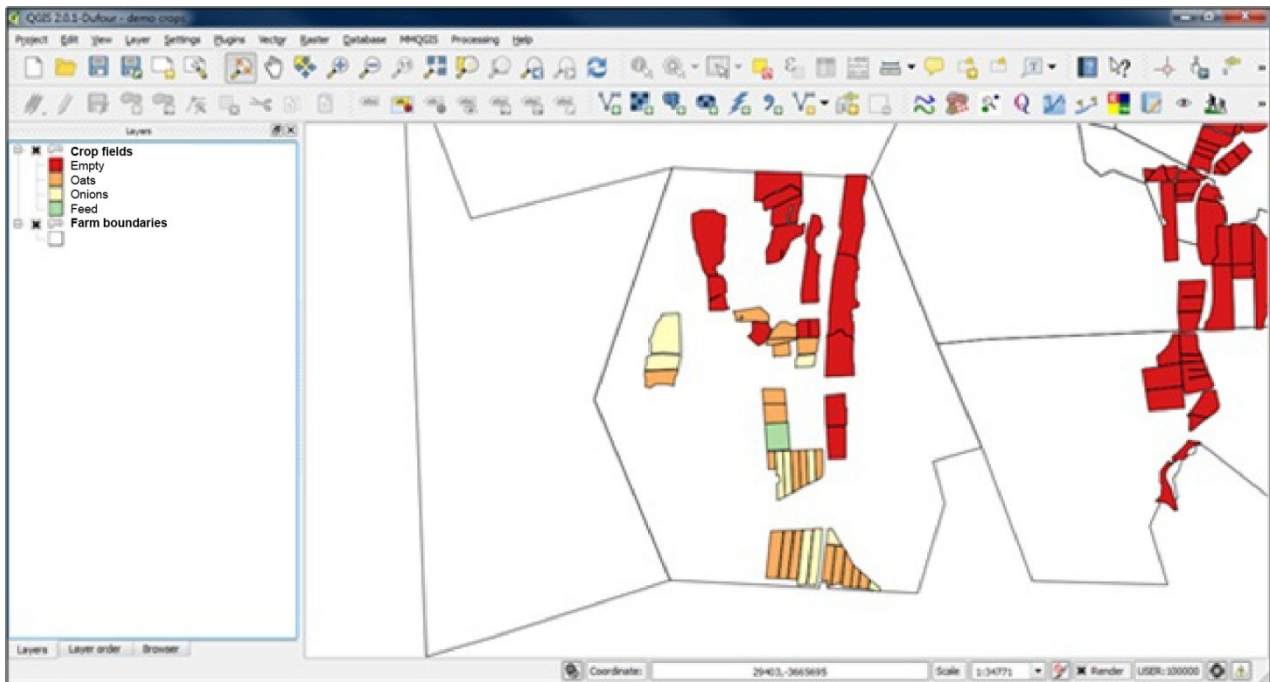 QGIS 2.0.1-Dufour - demo crops
Project Edit View Layer Settings Plugins Vector Raster Database MMQGIS Processing Help
Layers
Crop fields
Empty
Oats
Onions
Feed
Farm boundaries
Layers Layer order Browser
Coordinate: 29403,-3665695 Scale 1:34771 Render USER:100000